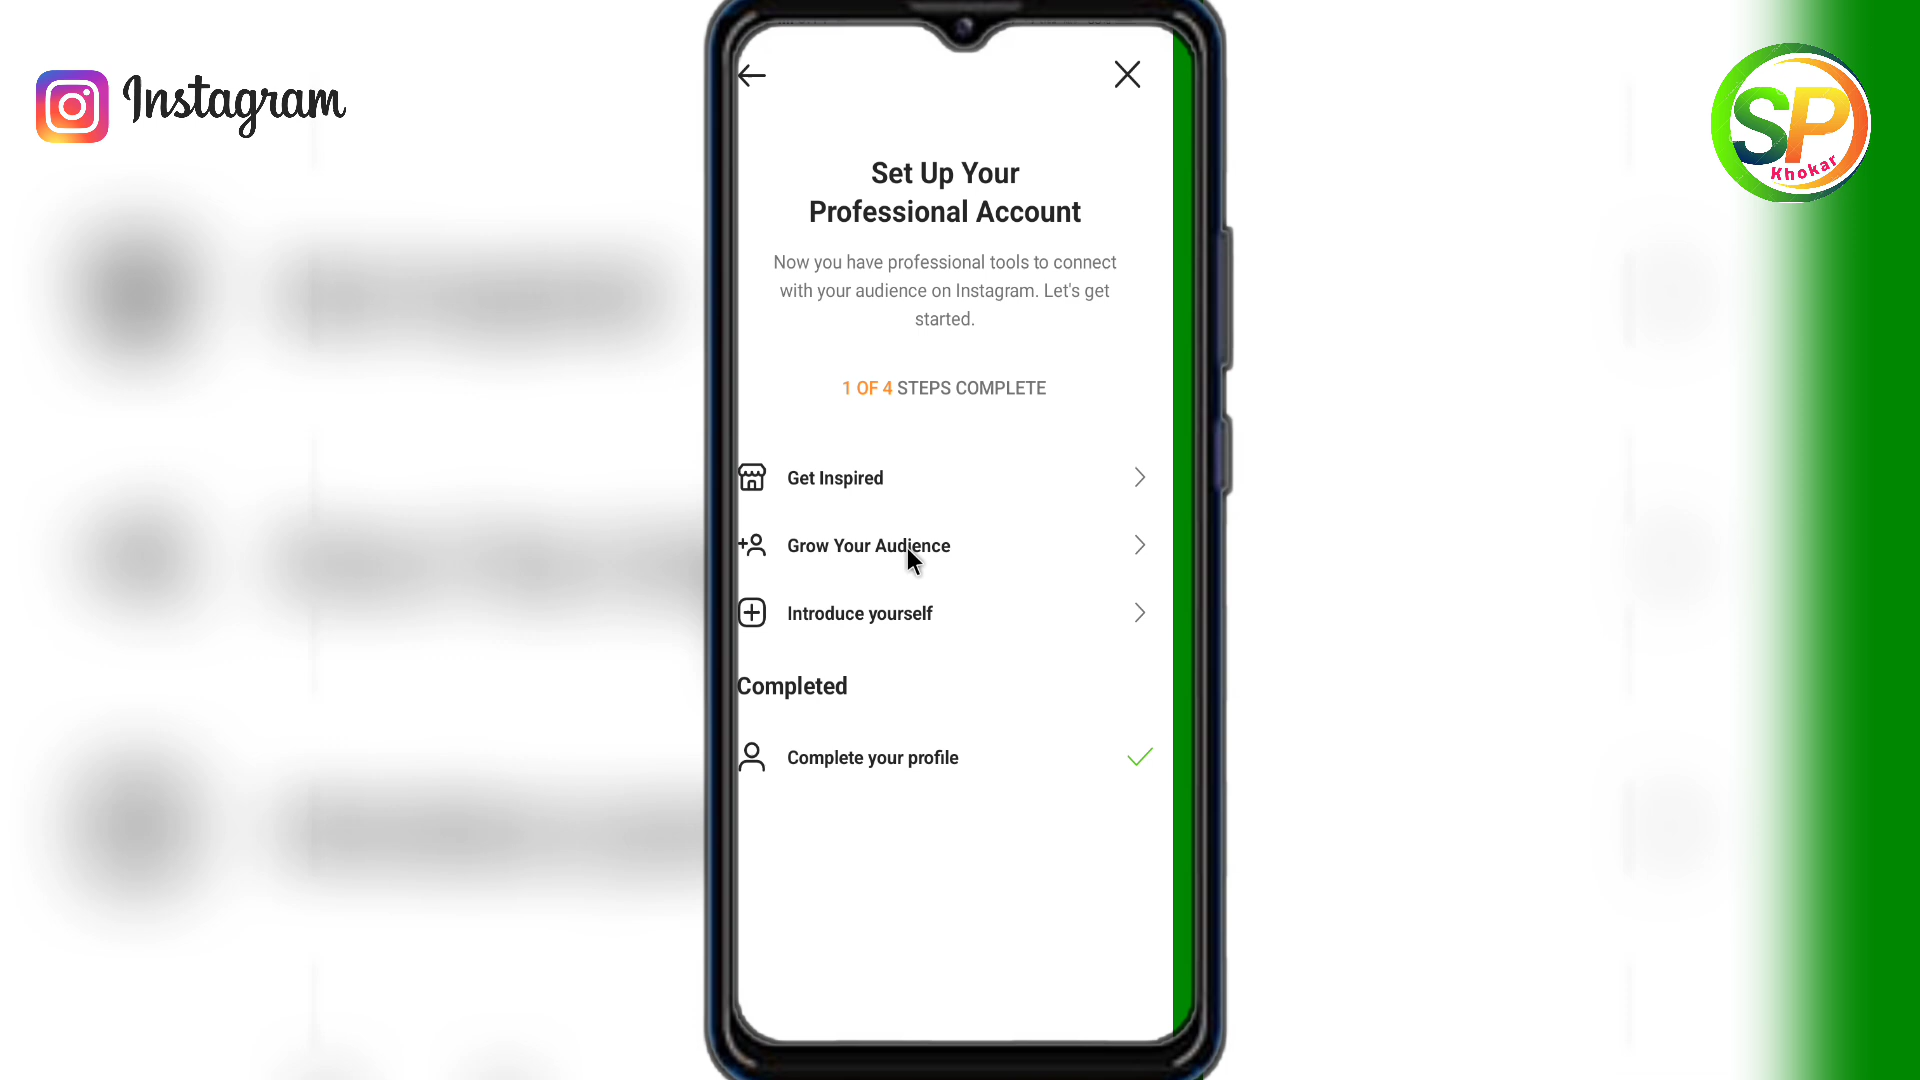 Instagram
SP
Khokar
Set Up Your
Professional Account
Now you have professional tools to connect
with your audience on Instagram. Let's get
started.
1 OF 4 STEPS COMPLETE
Get Inspired
Grow Your Audience
Introduce yourself
Completed
Complete your profile